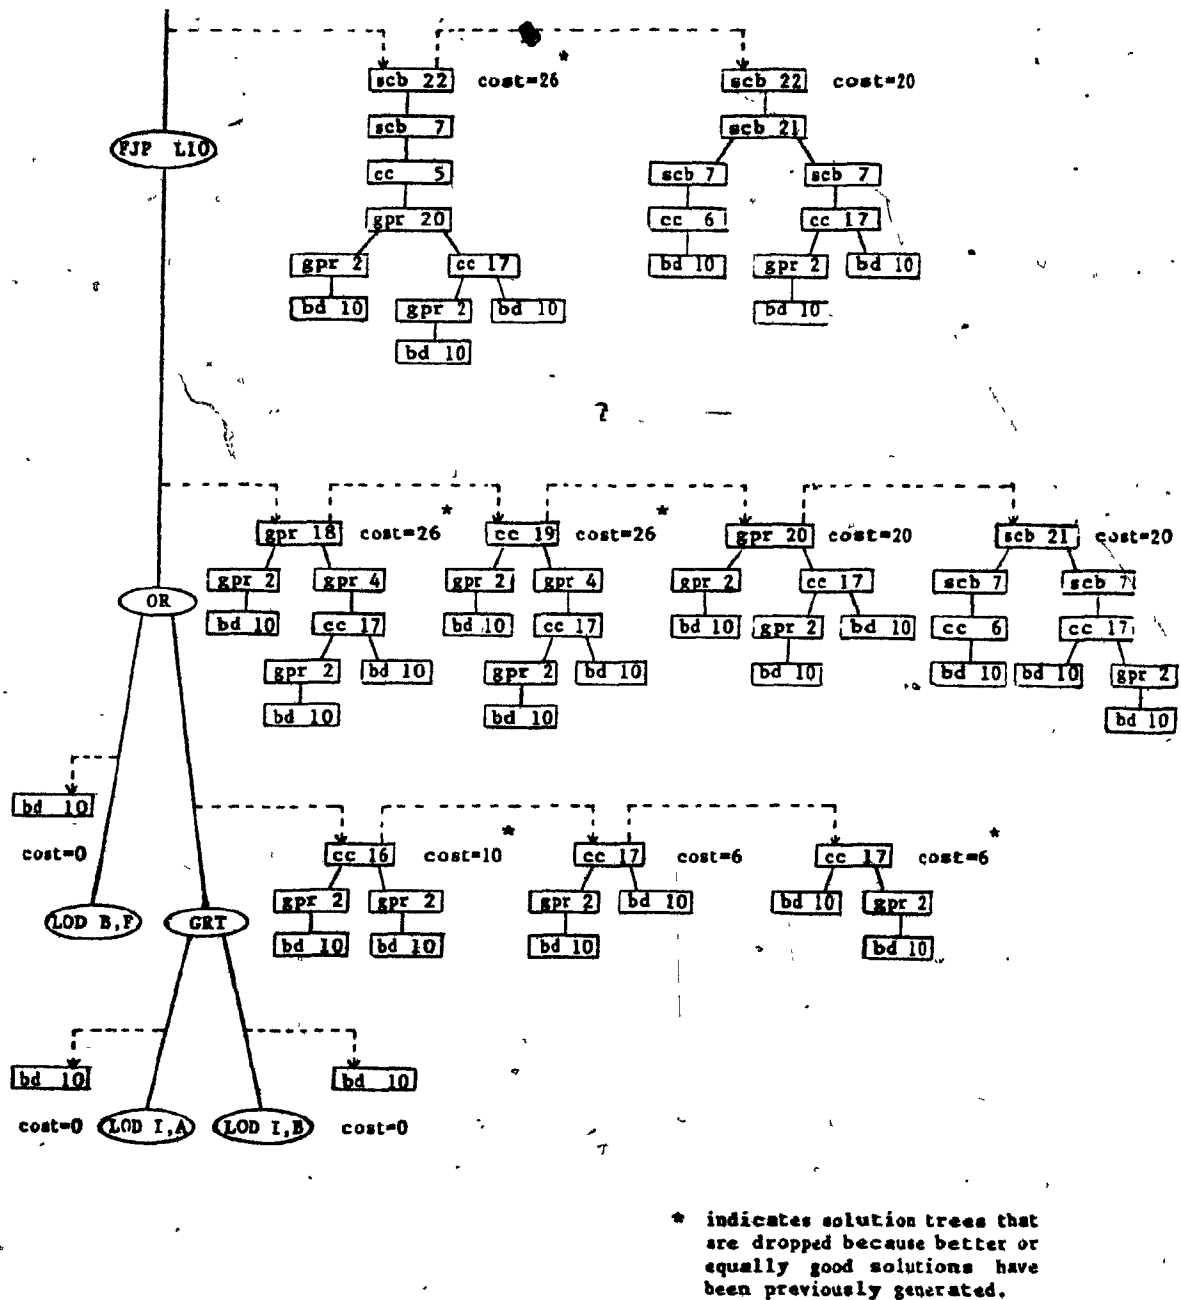 *
scb 22 cost=26 scb 22 cost=20
scb 7 scb 21
FJP L10
cc 5 scb 7 scb 7
gpr 20 cc 6 cc 17
gpr 2 cc 17 bd 10 gpr 2 bd 10
bd 10 gpr 2 bd 10 bd 10
bd 10
?
* *
gpr 18 cost=26 cc 19 cost=26 gpr 20 cost=20 scb 21 cost=20
gpr 2 gpr 4 gpr 2 gpr 4 gpr 2 cc 17 scb 7 scb 7
OR
bd 10 cc 17 bd 10 cc 17 bd 10 gpr 2 bd 10 cc 6 cc 17
gpr 2 bd 10 gpr 2 bd 10 bd 10 bd 10 bd 10 gpr 2
bd 10 bd 10 bd 10
bd 10
* *
cost=0 cc 16 cost=10 cc 17 cost=6 cc 17 cost=6
gpr 2 gpr 2 gpr 2 bd 10 bd 10 gpr 2
LOD B,F GRT
bd 10 bd 10 bd 10 bd 10
bd 10 bd 10
cost=0 LOD I,A LOD I,B cost=0
* indicates solution trees that
are dropped because better or
equally good solutions have
been previously generated.